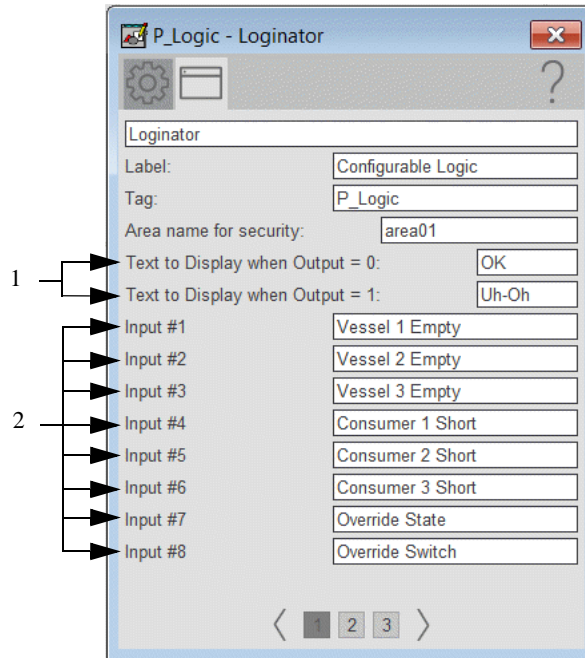 P_Logic - Loginator
?
Loginator
Label: Configurable Logic
Tag: P_Logic
Area name for security: area01
1
Text to Display when Output = 0: OK
Text to Display when Output = 1: Uh-Oh
Input #1 Vessel 1 Empty
Input #2 Vessel 2 Empty
Input #3 Vessel 3 Empty
2
Input #4 Consumer 1 Short
Input #5 Consumer 2 Short
Input #6 Consumer 3 Short
Input #7 Override State
Input #8 Override Switch
1 2 3